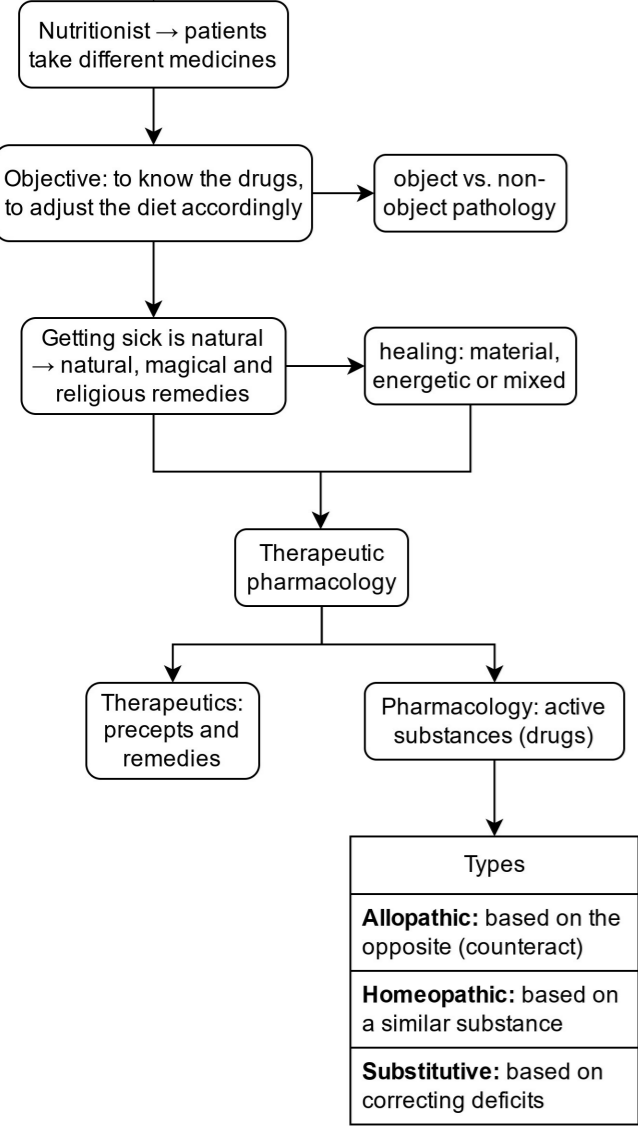 Nutritionist → patients
take different medicines
Objective: to know the drugs,
to adjust the diet accordingly
object vs. non-
object pathology
Getting sick is natural
→ natural, magical and
religious remedies
healing: material,
energetic or mixed
Therapeutic
pharmacology
Therapeutics:
precepts and
remedies
Pharmacology: active
substances (drugs)
Types
Allopathic: based on the
opposite (counteract)
Homeopathic: based on
a similar substance
Substitutive: based on
correcting deficits